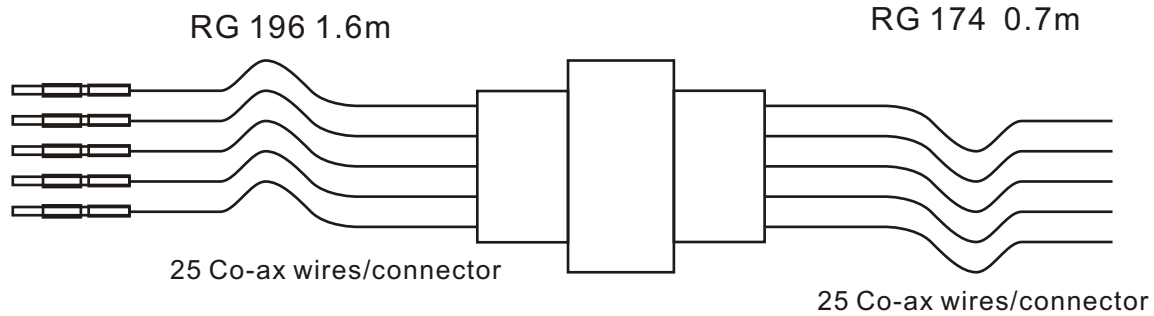 RG 196 1.6m
RG 174 0.7m
25 Co-ax wires/connector
25 Co-ax wires/connector